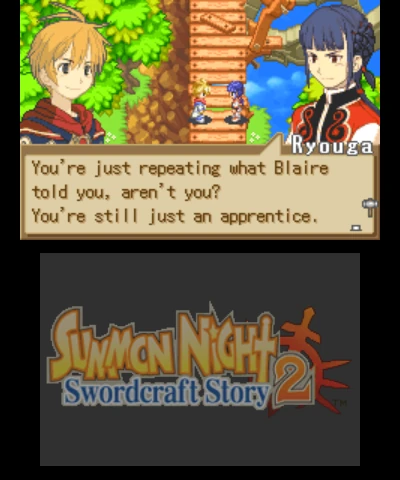 Ryouga
You're just repeating what Blaire
told you, aren't you?
You're still just an apprentice.
SUMMON NIGHT
Swordcraft Story 2
TM